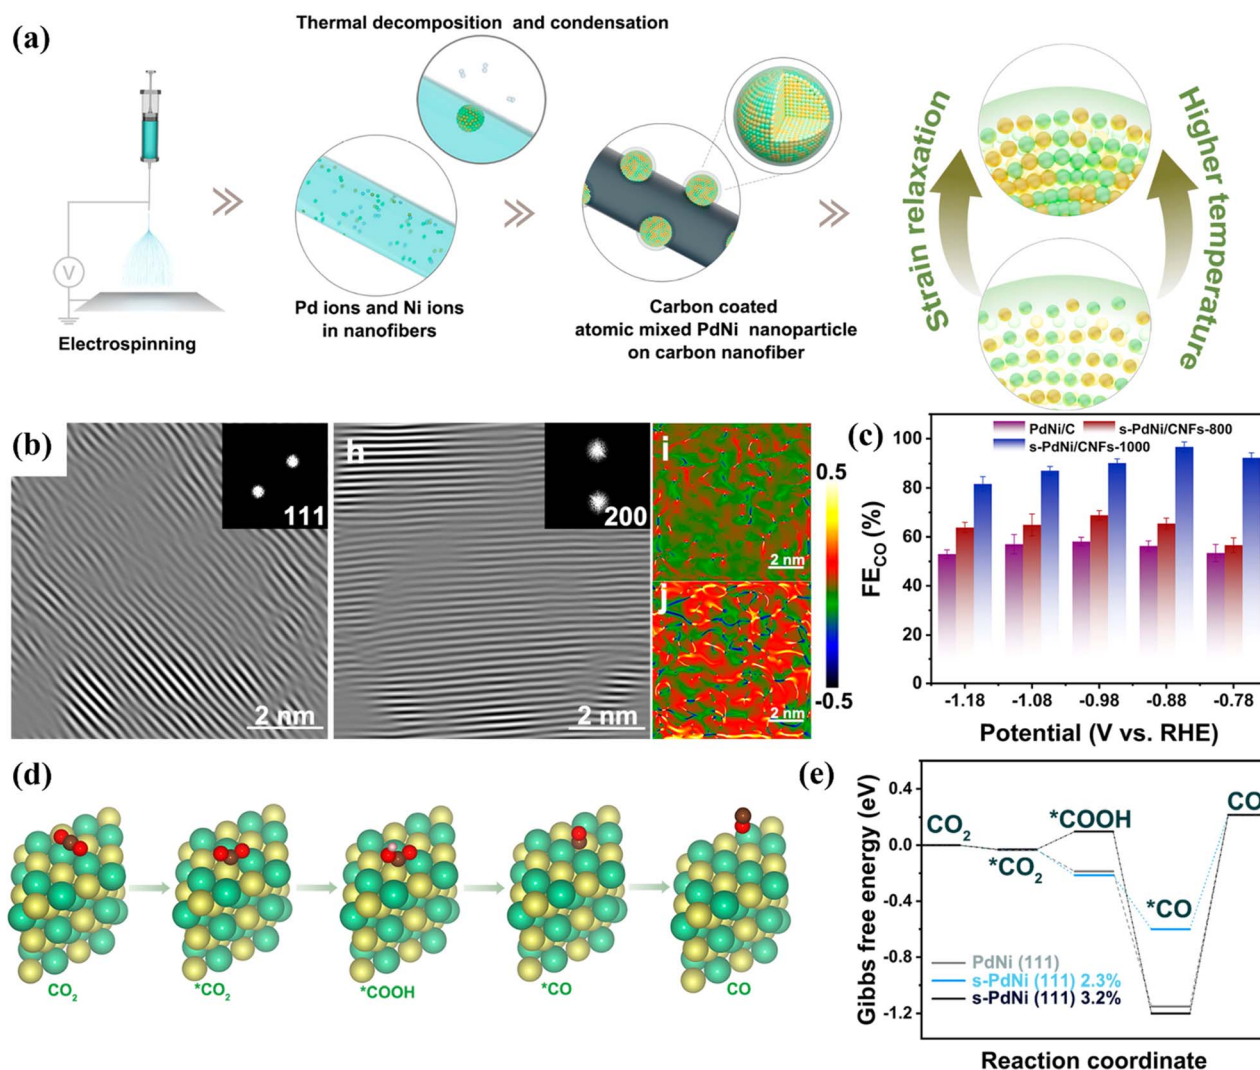 (a)
Thermal decomposition and condensation
V
Electrospinning
Pd ions and Ni ions
in nanofibers
Carbon coated
atomic mixed PdNi nanoparticle
on carbon nanofiber
Strain relaxation
Higher temperature
(b)
111
2 nm
h
200
2 nm
i
2 nm
j
2 nm
0.5
-0.5
(c)
PdNi/C
s-PdNi/CNFs-800
s-PdNi/CNFs-1000
FE_CO (%)
100
80
60
40
20
0
-1.18
-1.08
-0.98
-0.88
-0.78
Potential (V vs. RHE)
(d)
CO₂
*CO₂
*COOH
*CO
CO
(e)
Gibbs free energy (eV)
0.4
0.0
-0.4
-0.8
-1.2
CO₂
*CO₂
*COOH
*CO
CO
PdNi (111)
s-PdNi (111) 2.3%
s-PdNi (111) 3.2%
Reaction coordinate